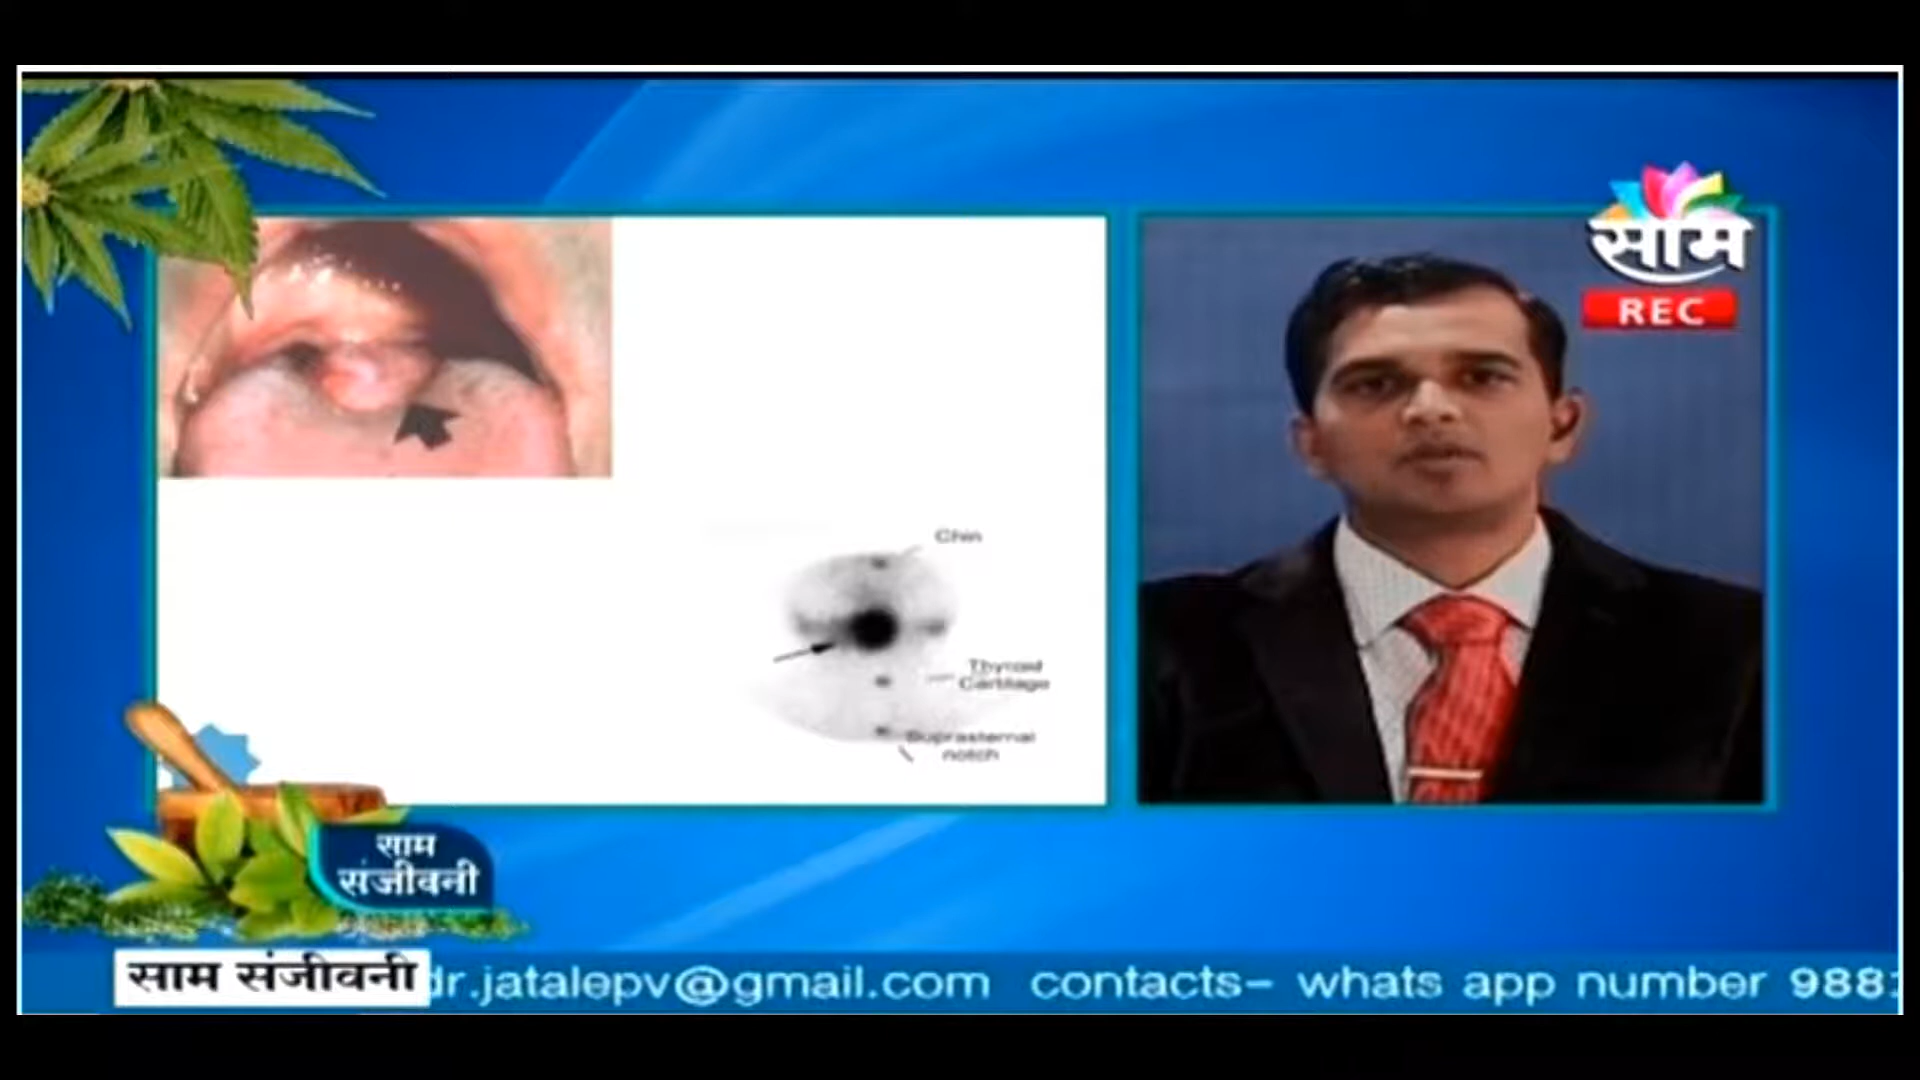 साम
REC
Chin
Thyroid
Cartilage
Suprasternal
notch
साम
संजीवनी
साम संजीवनी
dr.jatalepv@gmail.com contacts- whats app number 988